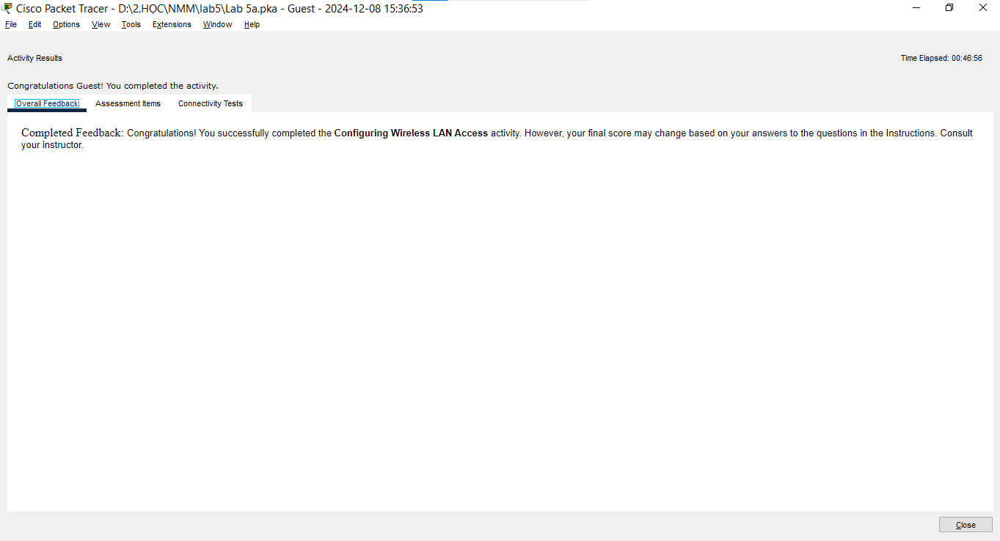 Cisco Packet Tracer - D:\2.HỌC\NMM\lab5\Lab 5a.pka - Guest - 2024-12-08 15:36:53
File Edit Options View Tools Extensions Window Help
Activity Results Time Elapsed: 00:46:56
Congratulations Guest! You completed the activity.
Overall Feedback Assessment Items Connectivity Tests
Completed Feedback: Congratulations! You successfully completed the Configuring Wireless LAN Access activity. However, your final score may change based on your answers to the questions in the Instructions. Consult
your instructor.
Close